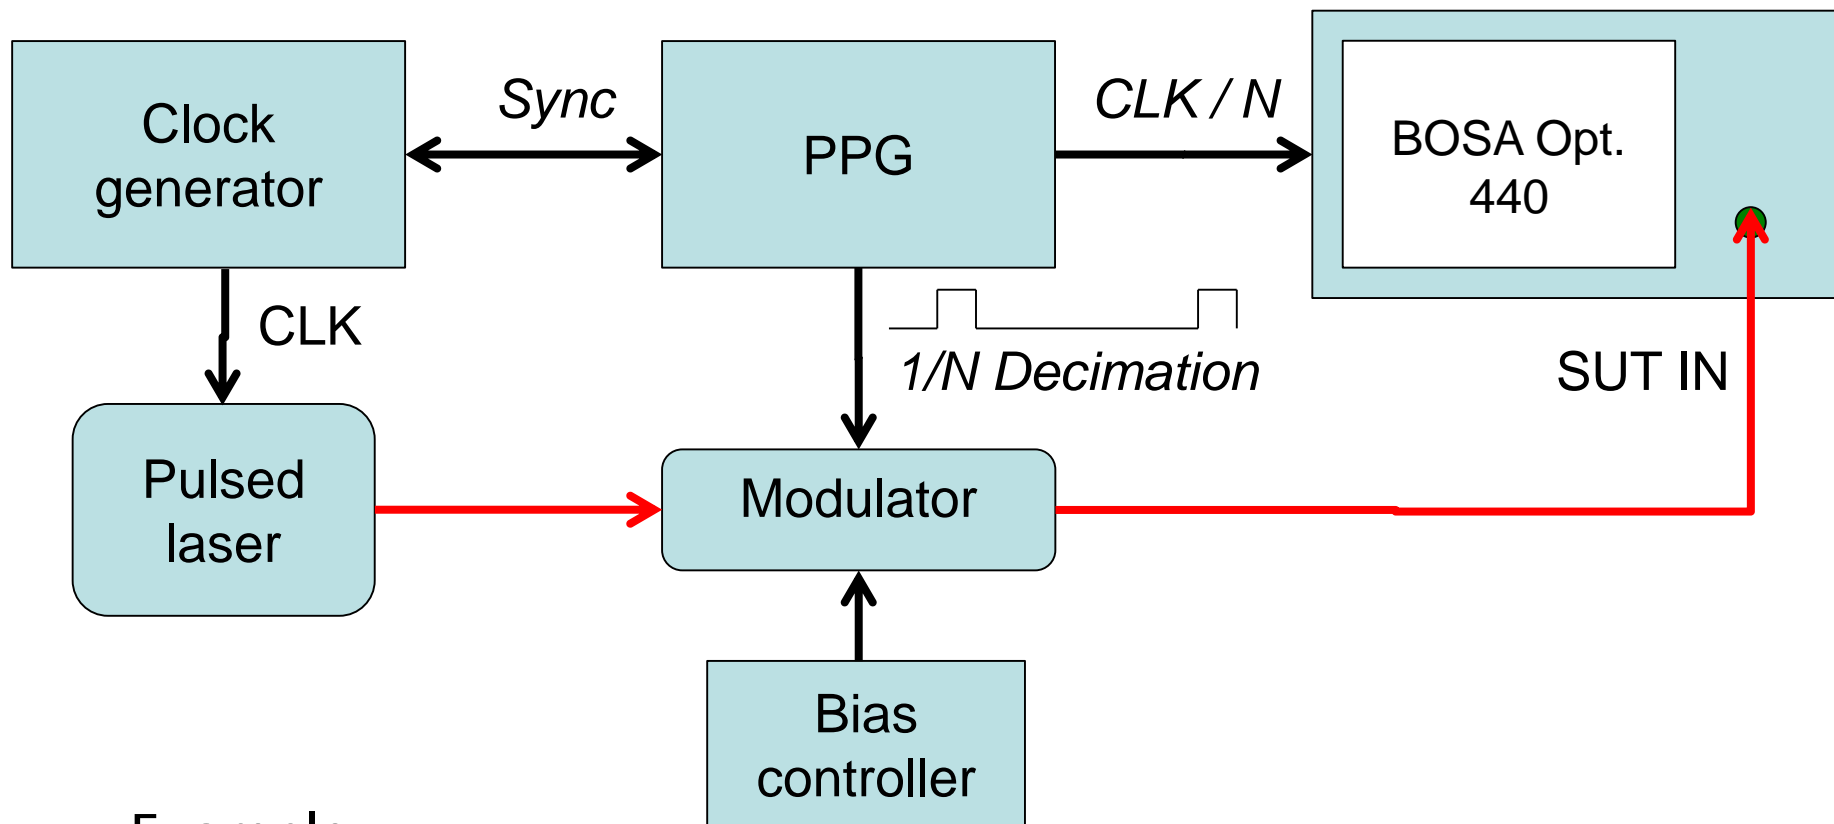 Clock
generator
Sync
PPG
CLK / N
BOSA Opt.
440
CLK
1/N Decimation
SUT IN
Pulsed
laser
Modulator
Bias
controller